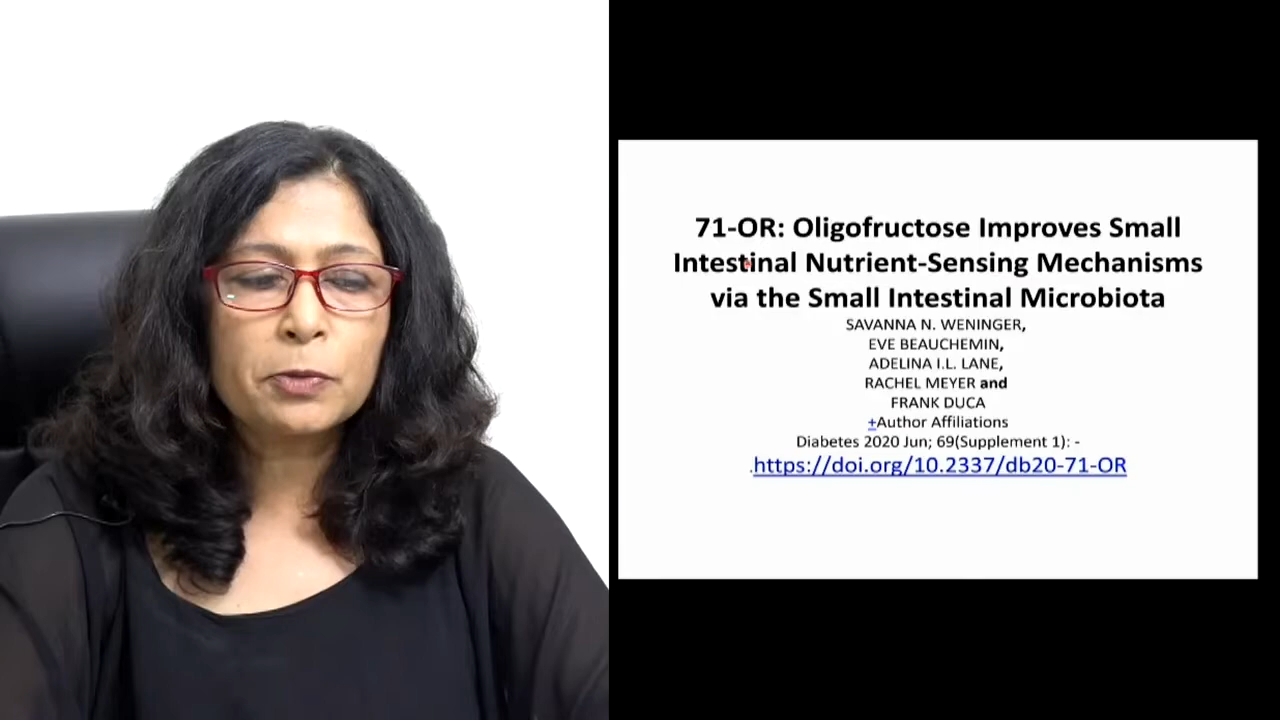 71-OR: Oligofructose Improves Small
Intestinal Nutrient-Sensing Mechanisms
via the Small Intestinal Microbiota
SAVANNA N. WENINGER,
EVE BEAUCHEMIN,
ADELINA I.L. LANE,
RACHEL MEYER and
FRANK DUCA
+Author Affiliations
Diabetes 2020 Jun; 69(Supplement 1): -
.https://doi.org/10.2337/db20-71-OR